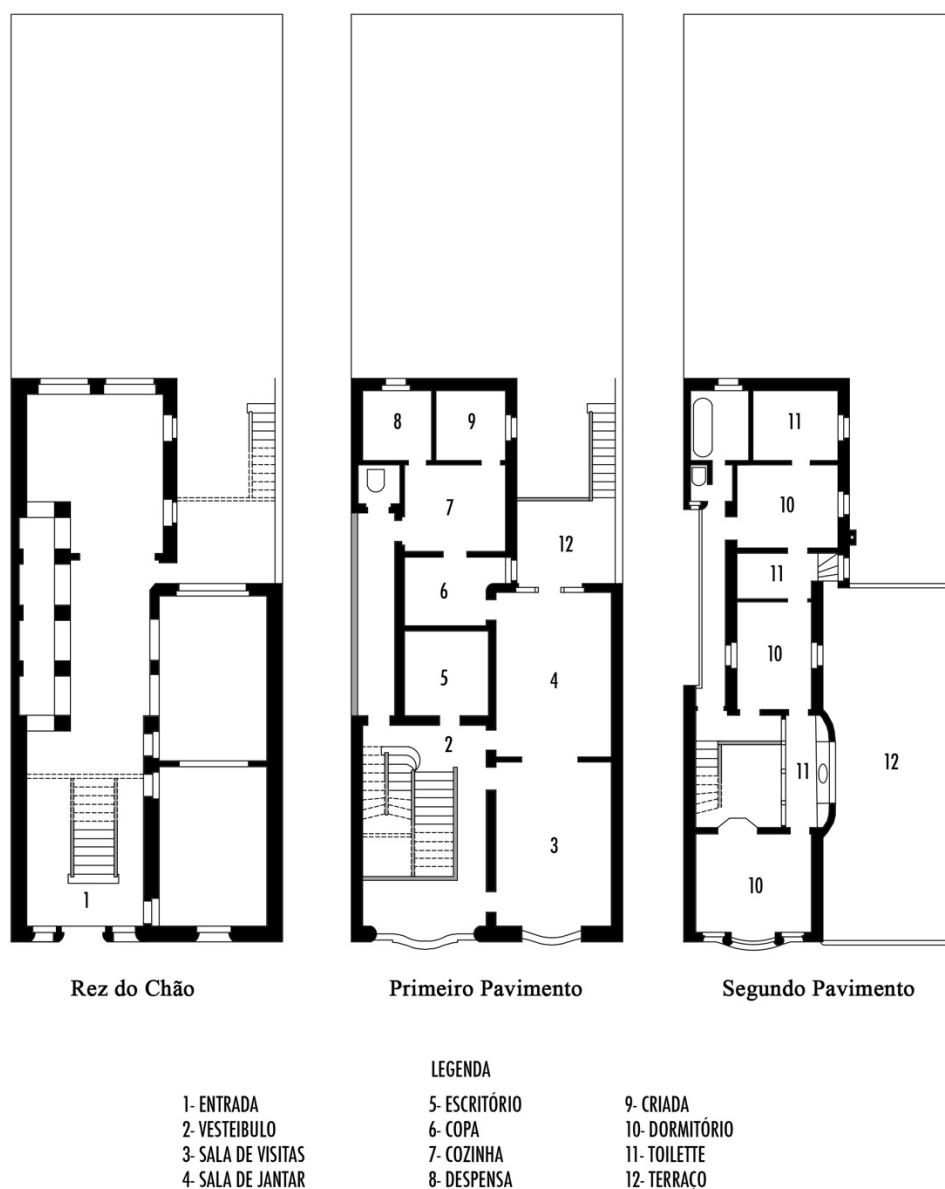 8
9
11
7
10
12
6
11
5
4
10
2
11
12
3
10
1
Rez do Chão
Primeiro Pavimento
Segundo Pavimento
LEGENDA
1- ENTRADA
2- VESTEIBULO
3- SALA DE VISITAS
4- SALA DE JANTAR
5- ESCRITÓRIO
6- COPA
7- COZINHA
8- DESPENSA
9- CRIADA
10- DORMITÓRIO
11- TOILETTE
12- TERRAÇO